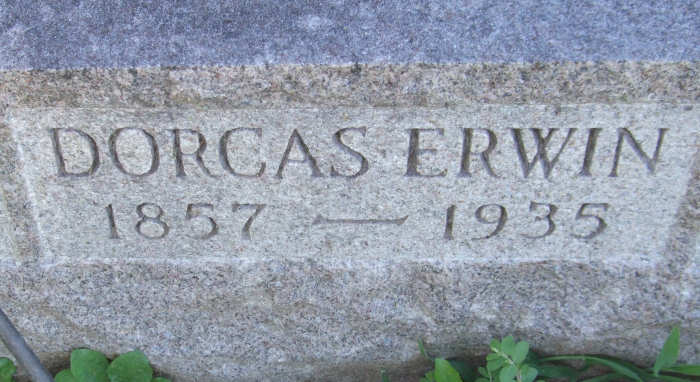 DORCAS ERWIN
1857 — 1935